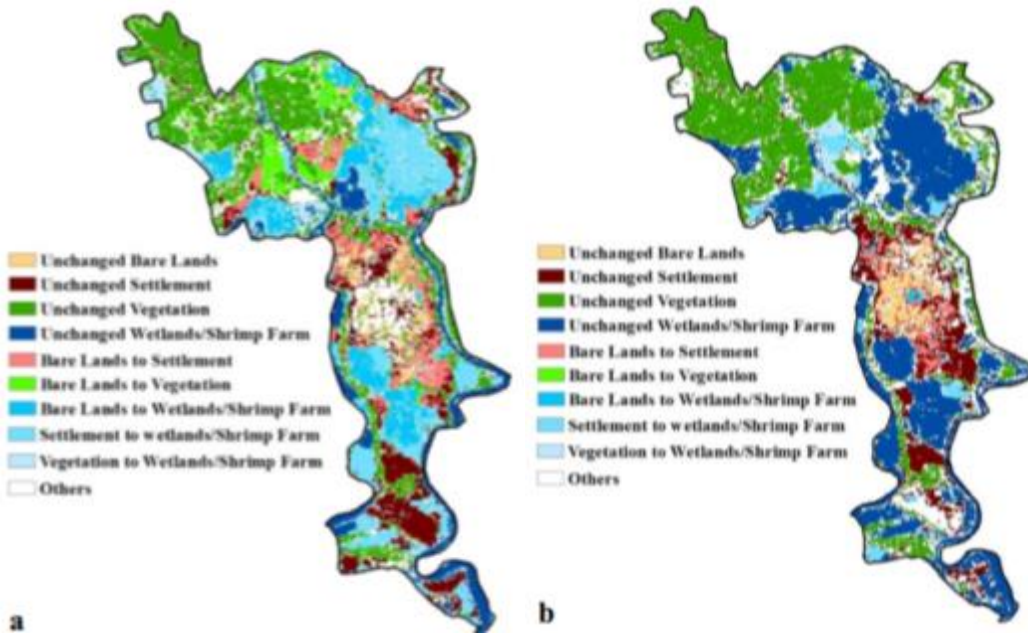 Unchanged Bare Lands
Unchanged Settlement
Unchanged Vegetation
Unchanged Wetlands/Shrimp Farm
Bare Lands to Settlement
Bare Lands to Vegetation
Bare Lands to Wetlands/Shrimp Farm
Settlement to wetlands/Shrimp Farm
Vegetation to Wetlands/Shrimp Farm
Others
a
Unchanged Bare Lands
Unchanged Settlement
Unchanged Vegetation
Unchanged Wetlands/Shrimp Farm
Bare Lands to Settlement
Bare Lands to Vegetation
Bare Lands to Wetlands/Shrimp Farm
Settlement to wetlands/Shrimp Farm
Vegetation to Wetlands/Shrimp Farm
Others
b